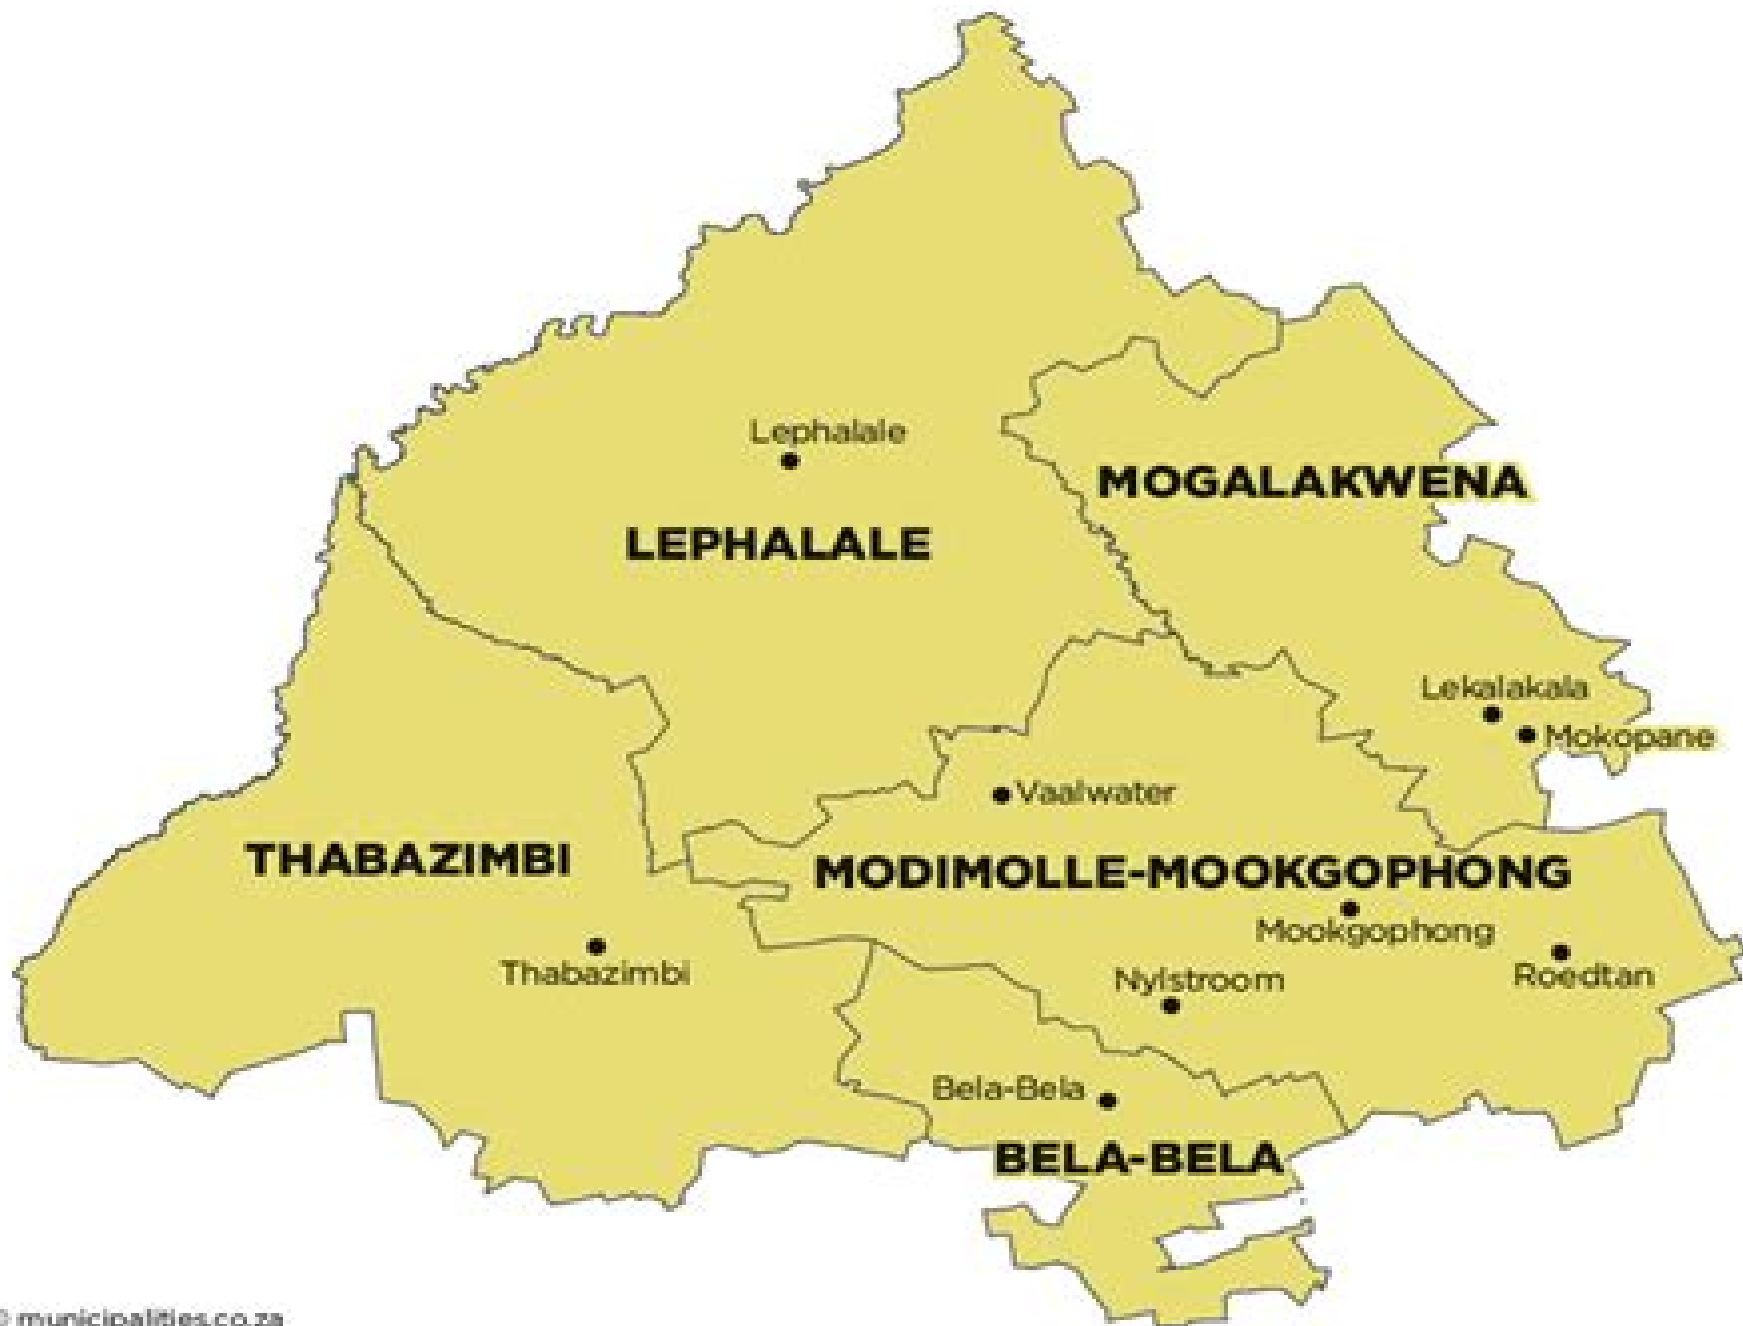 Lephalale
MOGALAKWENA
LEPHALALE
Lekalakala
Mokopane
Vaalwater
THABAZIMBI
MODIMOLLE-MOOKGOPHONG
Mookgophong
Thabazimbi
Nylstroom
Roedtan
Bela-Bela
BELA-BELA
© municipalities.co.za